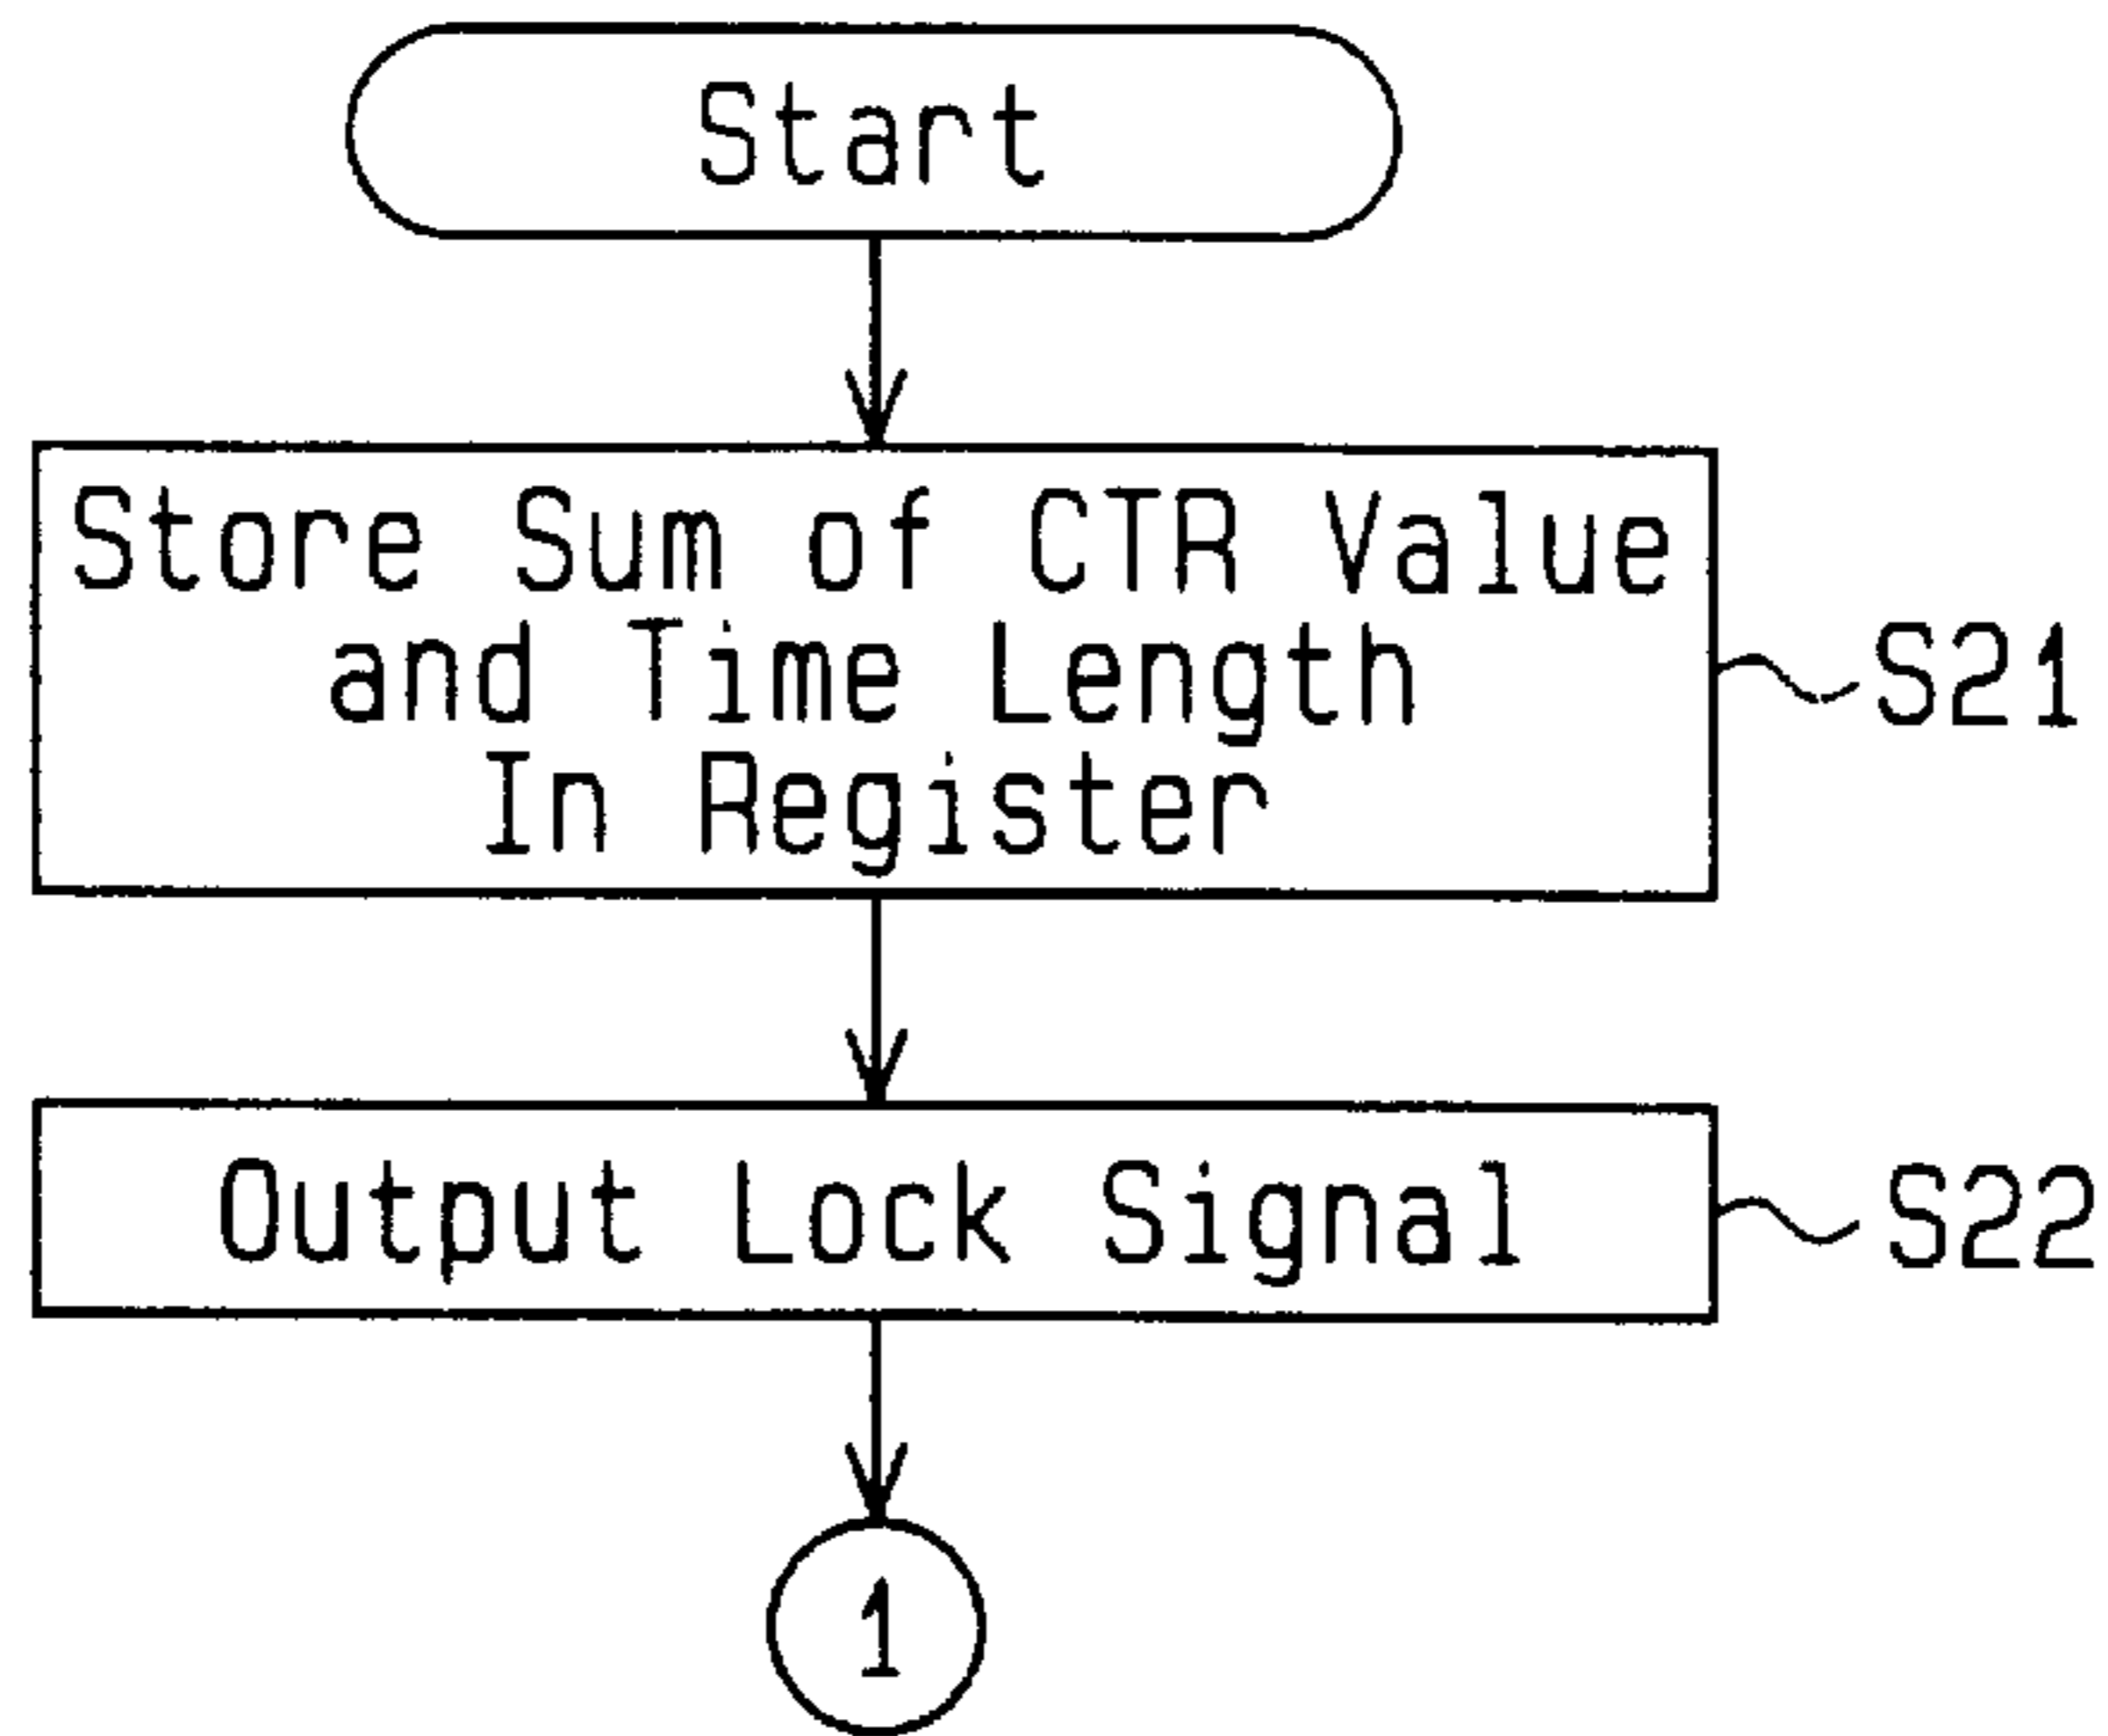 Start
Store Sum of CTR Value
and Time Length
In Register
S21
Output Lock Signal
S22
1